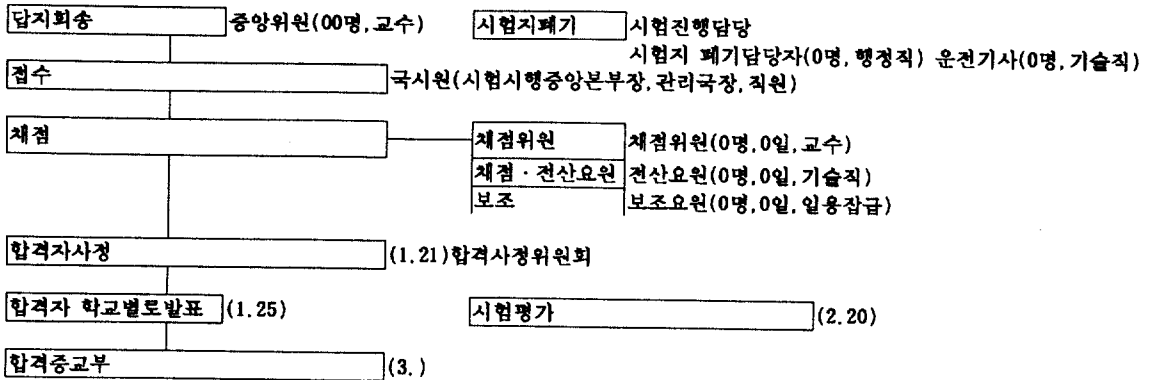 답지회송 중앙위원(00명,교수) 시험지폐기 시험진행담당
시험지 폐기담당자(0명,행정직) 운전기사(0명,기술직)
접수 국시원(시험시행중앙본부장,관리국장,직원)
채점 채점위원 채점위원(0명,0일,교수)
채점·전산요원 전산요원(0명,0일,기술직)
보조 보조요원(0명,0일,일용잡급)
합격자사정 (1.21)합격사정위원회
합격자 학교별로발표 (1.25) 시험평가 (2.20)
합격증교부 (3.)